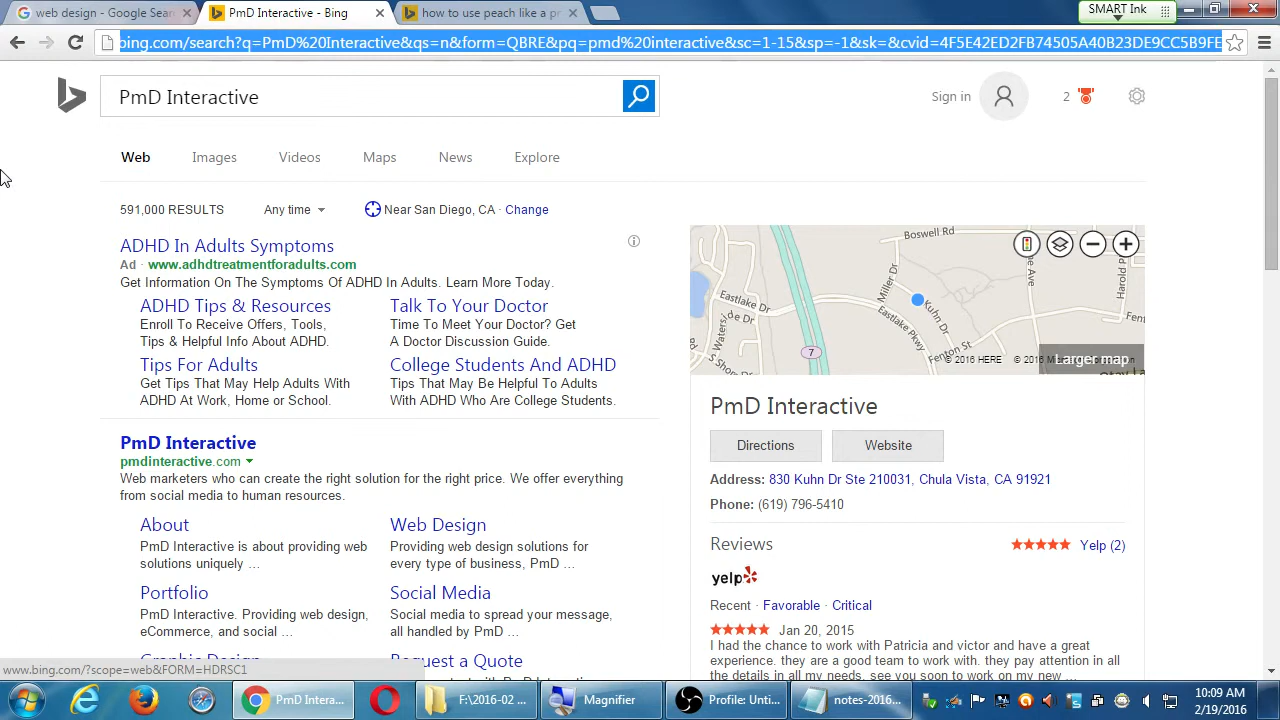 web design - Google Sear
PmD Interactive - Bing
how to use peach like a pr
SMART Ink
bing.com/search?q=PmD%20Interactive&qs=n&form=QBRE&pq=pmd%20interactive&sc=1-15&sp=-1&sk=&cvid=4F5E42ED2FB74505A40B23DE9CC5B9FE
PmD Interactive
Sign in
2
Web
Images
Videos
Maps
News
Explore
591,000 RESULTS
Any time
Near San Diego, CA · Change
ADHD In Adults Symptoms
Ad · www.adhdtreatmentforadults.com
Get Information On The Symptoms Of ADHD In Adults. Learn More Today.
ADHD Tips & Resources
Enroll To Receive Offers, Tools,
Tips & Helpful Info About ADHD.
Talk To Your Doctor
Time To Meet Your Doctor? Get
A Doctor Discussion Guide.
Tips For Adults
Get Tips That May Help Adults With
ADHD At Work, Home or School.
College Students And ADHD
Tips That May Be Helpful To Adults
With ADHD Who Are College Students.
PmD Interactive
pmdinteractive.com
Web marketers who can create the right solution for the right price. We offer everything
from social media to human resources.
About
PmD Interactive is about providing web
solutions uniquely ...
Web Design
Providing web design solutions for
every type of business, PmD ...
Portfolio
PmD Interactive. Providing web design,
eCommerce, and social ...
Social Media
Social media to spread your message,
all handled by PmD ...
Graphic Design
Request a Quote
www.bing.com/?scope=web&FORM=HDRSC1
Boswell Rd
Miller Dr
Eastlake Dr
Kuhn Dr
Eastlake Pkwy
Fenton St
Harold P
7
© 2016 HERE
© 2016
Larger map
PmD Interactive
Directions
Website
Address: 830 Kuhn Dr Ste 210031, Chula Vista, CA 91921
Phone: (619) 796-5410
Reviews
Yelp (2)
yelp
Recent · Favorable · Critical
Jan 20, 2015
I had the chance to work with Patricia and victor and have a great
experience. they are a good team to work with. they pay attention in all
the details in all my needs. see you soon to work on my new ...
PmD Intera...
F:\2016-02 ...
Magnifier
Profile: Unti...
notes-2016...
10:09 AM
2/19/2016